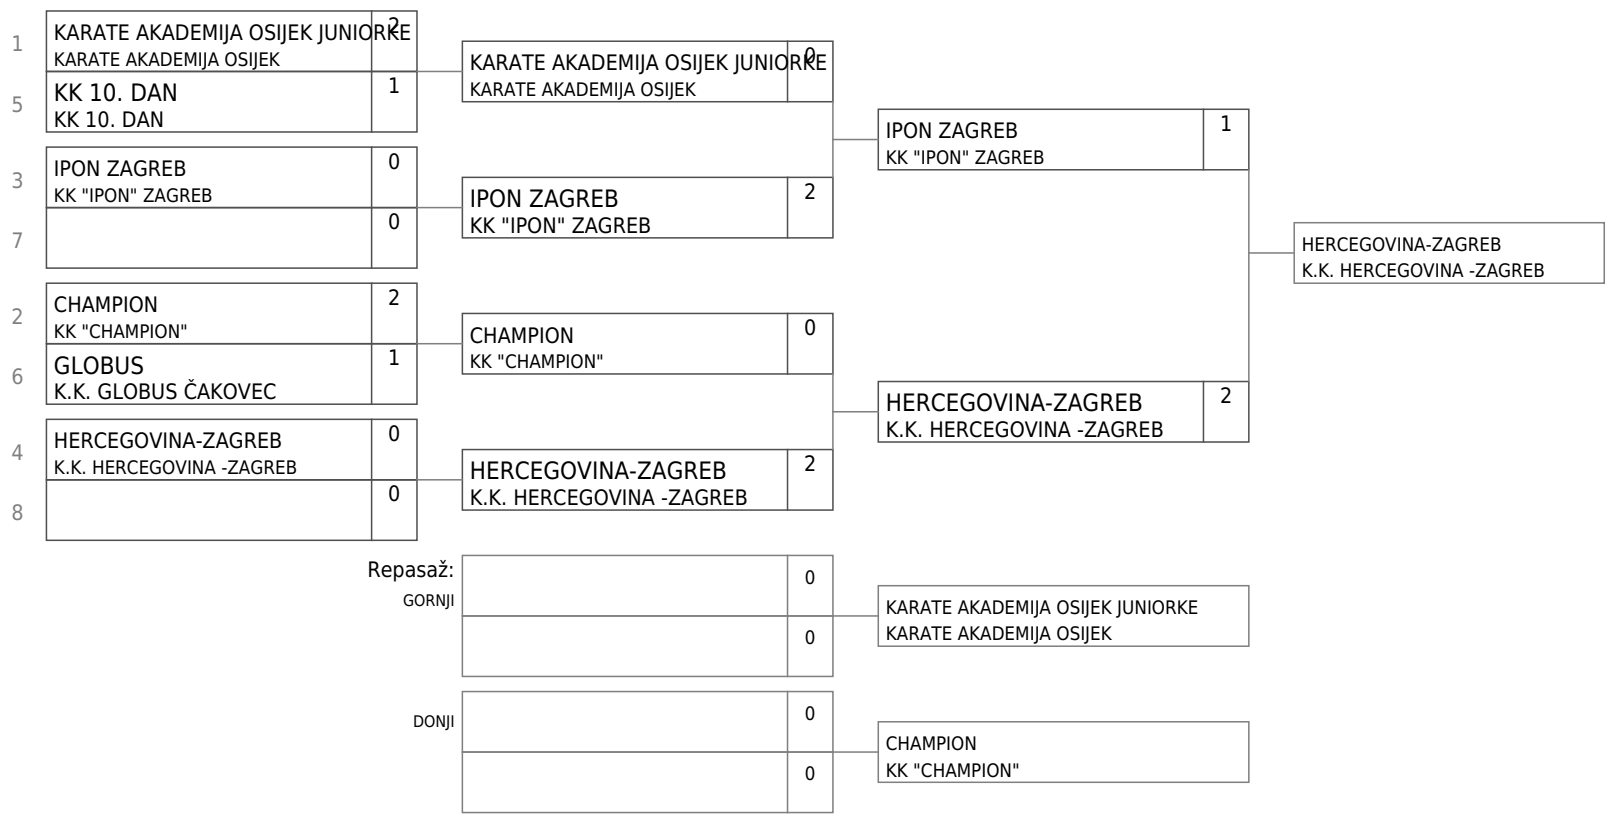 1
KARATE AKADEMIJA OSIJEK JUNIORKE 2
KARATE AKADEMIJA OSIJEK
5
KK 10. DAN 1
KK 10. DAN
3
IPON ZAGREB 0
KK "IPON" ZAGREB
7
0
2
CHAMPION 2
KK "CHAMPION"
6
GLOBUS 1
K.K. GLOBUS ČAKOVEC
4
HERCEGOVINA-ZAGREB 0
K.K. HERCEGOVINA -ZAGREB
8
0
KARATE AKADEMIJA OSIJEK JUNIORKE 0
KARATE AKADEMIJA OSIJEK
IPON ZAGREB 2
KK "IPON" ZAGREB
CHAMPION 0
KK "CHAMPION"
HERCEGOVINA-ZAGREB 2
K.K. HERCEGOVINA -ZAGREB
IPON ZAGREB 1
KK "IPON" ZAGREB
HERCEGOVINA-ZAGREB 2
K.K. HERCEGOVINA -ZAGREB
HERCEGOVINA-ZAGREB
K.K. HERCEGOVINA -ZAGREB
Repasaž:
GORNJI
0
0
KARATE AKADEMIJA OSIJEK JUNIORKE
KARATE AKADEMIJA OSIJEK
DONJI
0
0
CHAMPION
KK "CHAMPION"